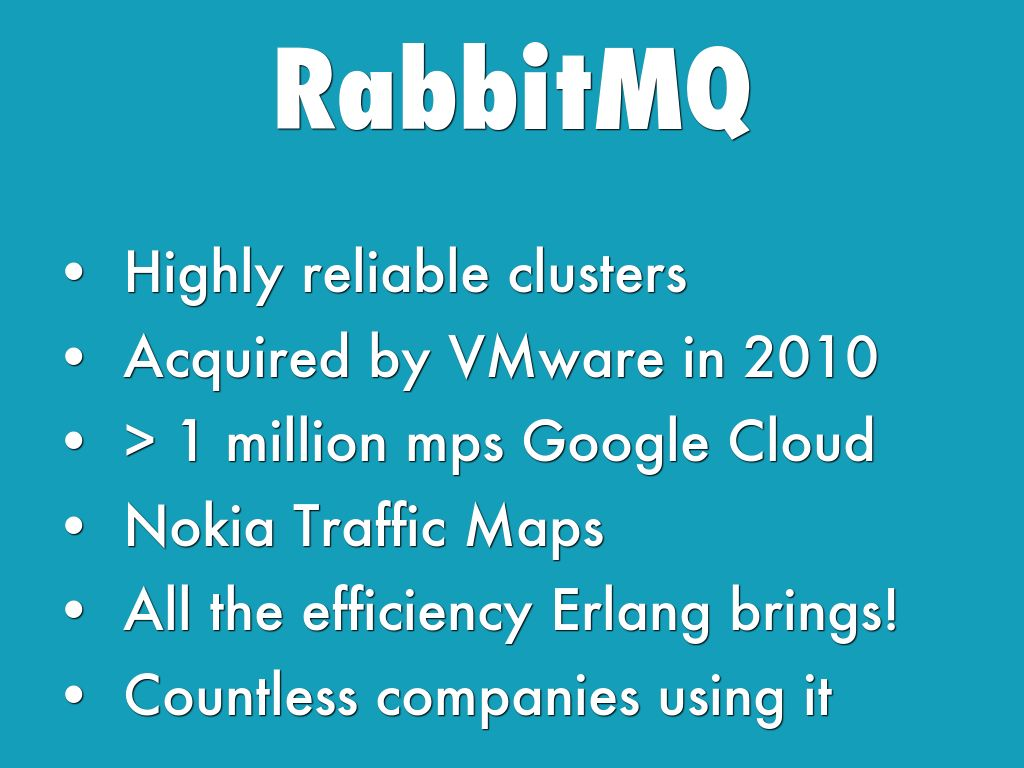 RabbitMQ
• Highly reliable clusters
• Acquired by VMware in 2010
• > 1 million mps Google Cloud
• Nokia Traffic Maps
• All the efficiency Erlang brings!
• Countless companies using it